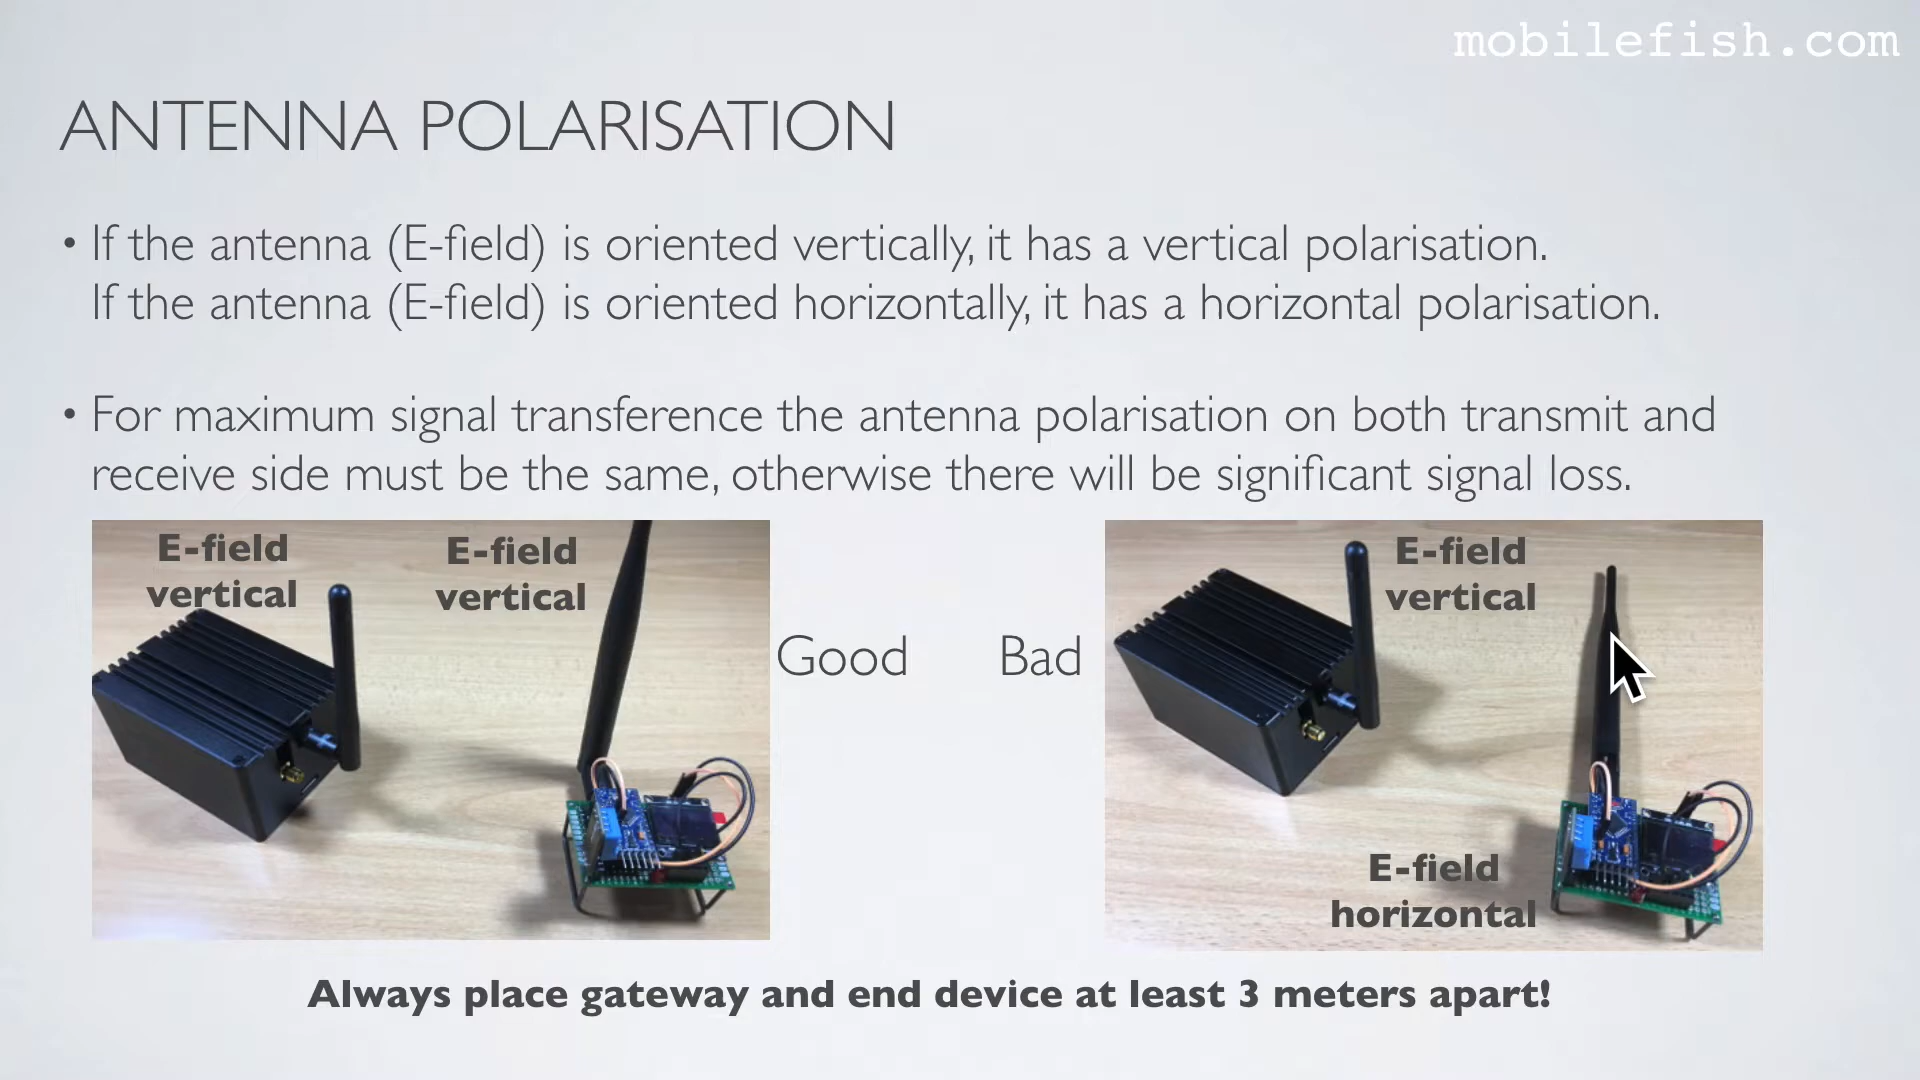 mobilefish.com
ANTENNA POLARISATION
• If the antenna (E-field) is oriented vertically, it has a vertical polarisation.
If the antenna (E-field) is oriented horizontally, it has a horizontal polarisation.
• For maximum signal transference the antenna polarisation on both transmit and
receive side must be the same, otherwise there will be significant signal loss.
E-field
vertical
E-field
vertical
Good
Bad
E-field
vertical
E-field
horizontal
Always place gateway and end device at least 3 meters apart!